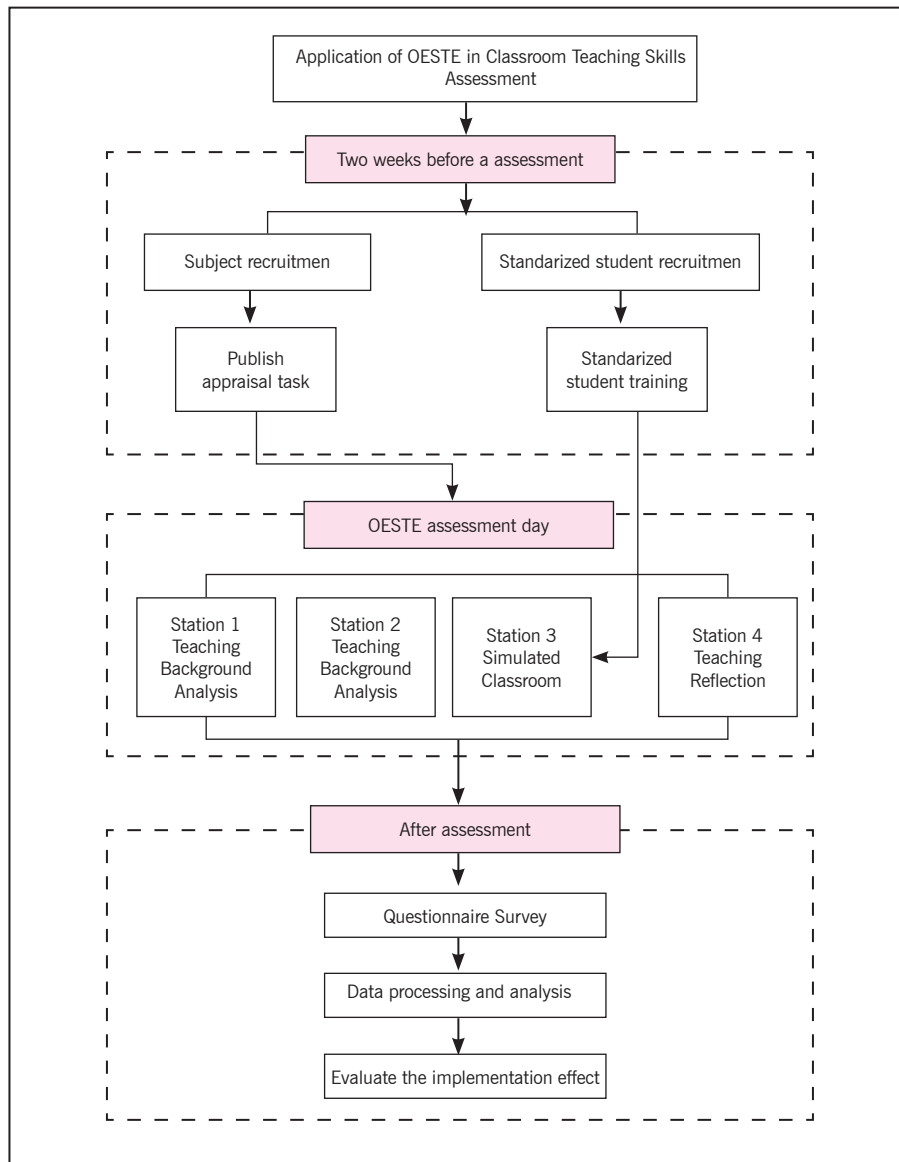 Application of OESTE in Classroom Teaching Skills
Assessment
Two weeks before a assessment
Subject recruitmen
Standarized student recruitmen
Publish
appraisal task
Standarized
student training
OESTE assessment day
Station 1
Teaching
Background
Analysis
Station 2
Teaching
Background
Analysis
Station 3
Simulated
Classroom
Station 4
Teaching
Reflection
After assessment
Questionnaire Survey
Data processing and analysis
Evaluate the implementation effect